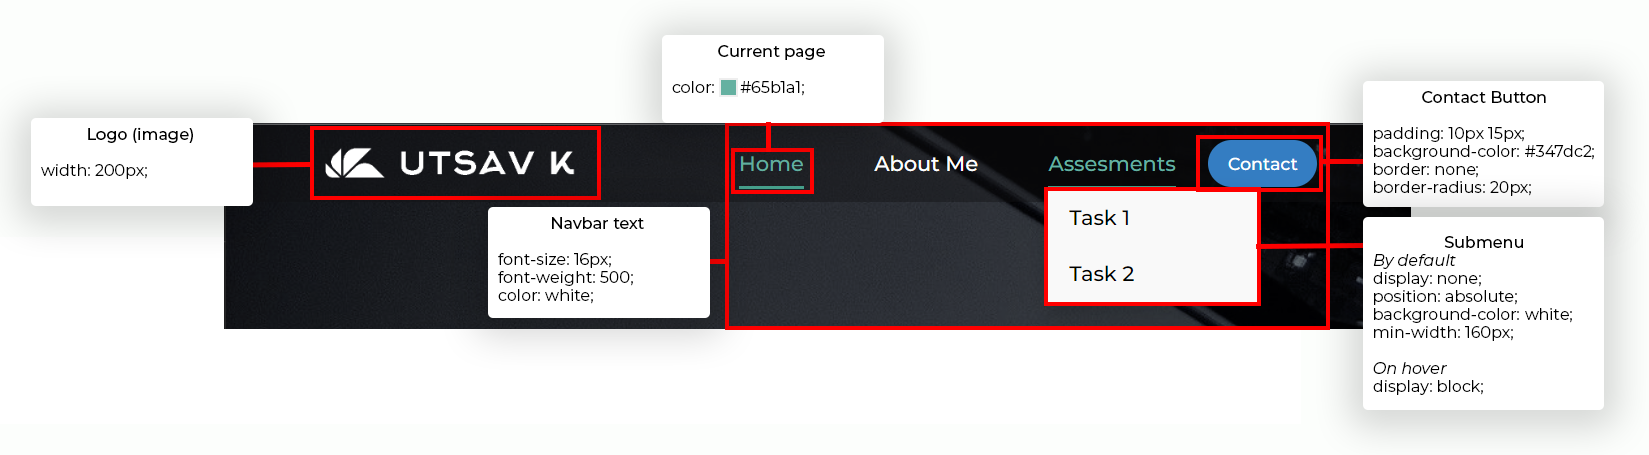 Current page
color: #65b1a1;
Logo (image)
width: 200px;
UTSAV K
Home
About Me
Assesments
Contact
Task 1
Task 2
Navbar text
font-size: 16px;
font-weight: 500;
color: white;
Contact Button
padding: 10px 15px;
background-color: #347dc2;
border: none;
border-radius: 20px;
Submenu
By default
display: none;
position: absolute;
background-color: white;
min-width: 160px;
On hover
display: block;